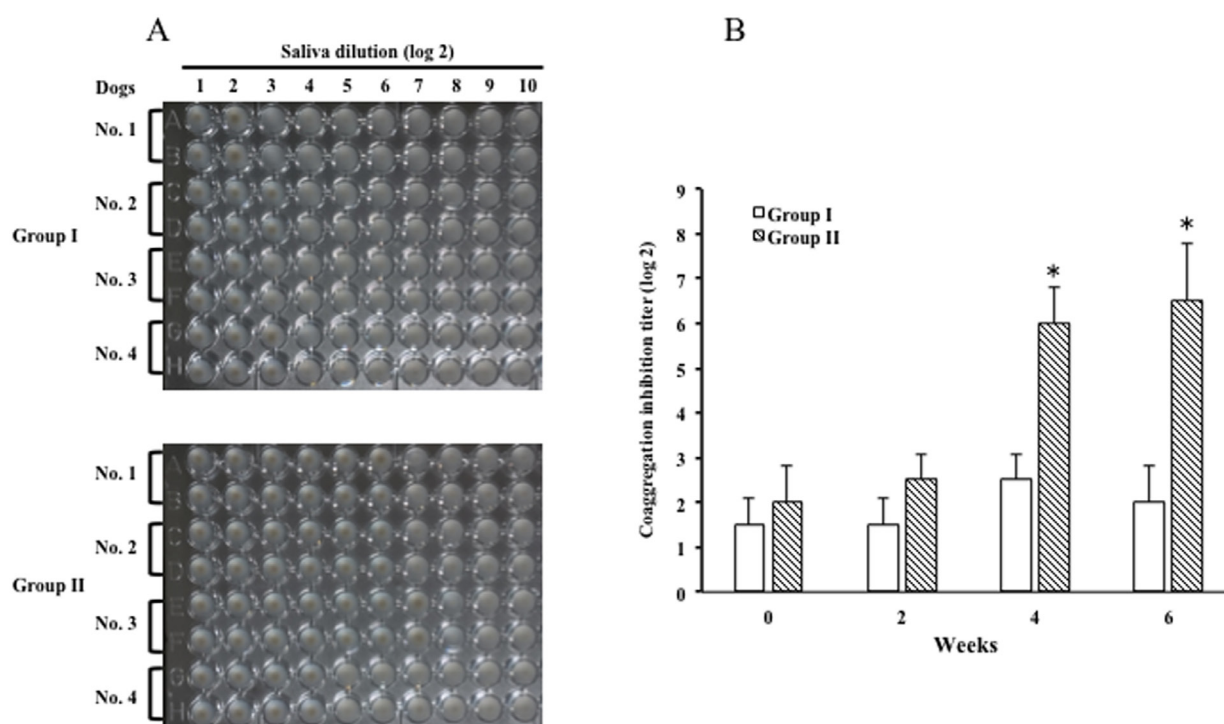 A
Saliva dilution (log 2)
Dogs 1 2 3 4 5 6 7 8 9 10
Group I
No. 1
No. 2
No. 3
No. 4
A
B
C
D
E
F
G
H
Group II
No. 1
No. 2
No. 3
No. 4
A
B
C
D
E
F
G
H
B
Coaggregation inhibition titer (log 2)
9
8
7
6
5
4
3
2
1
0
Group I
Group II
*
*
0 2 4 6
Weeks